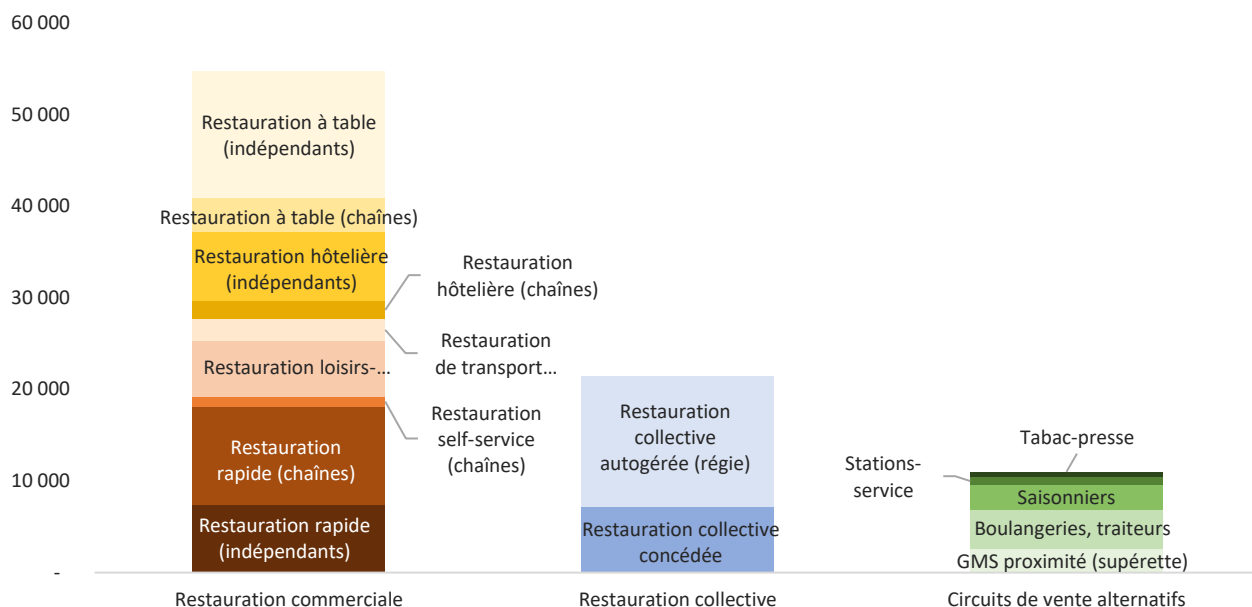 60 000
50 000
40 000
30 000
20 000
10 000
-
Restauration à table
(indépendants)
Restauration à table (chaînes)
Restauration hôtelière
(indépendants)
Restauration
hôtelière (chaînes)
Restauration
de transport...
Restauration loisirs-...
Restauration
self-service
(chaînes)
Restauration
rapide (chaînes)
Restauration rapide
(indépendants)
Restauration
collective
autogérée (régie)
Restauration collective
concédée
Tabac-presse
Stations-
service
Saisonniers
Boulangeries, traiteurs
GMS proximité (supérette)
Restauration commerciale
Restauration collective
Circuits de vente alternatifs